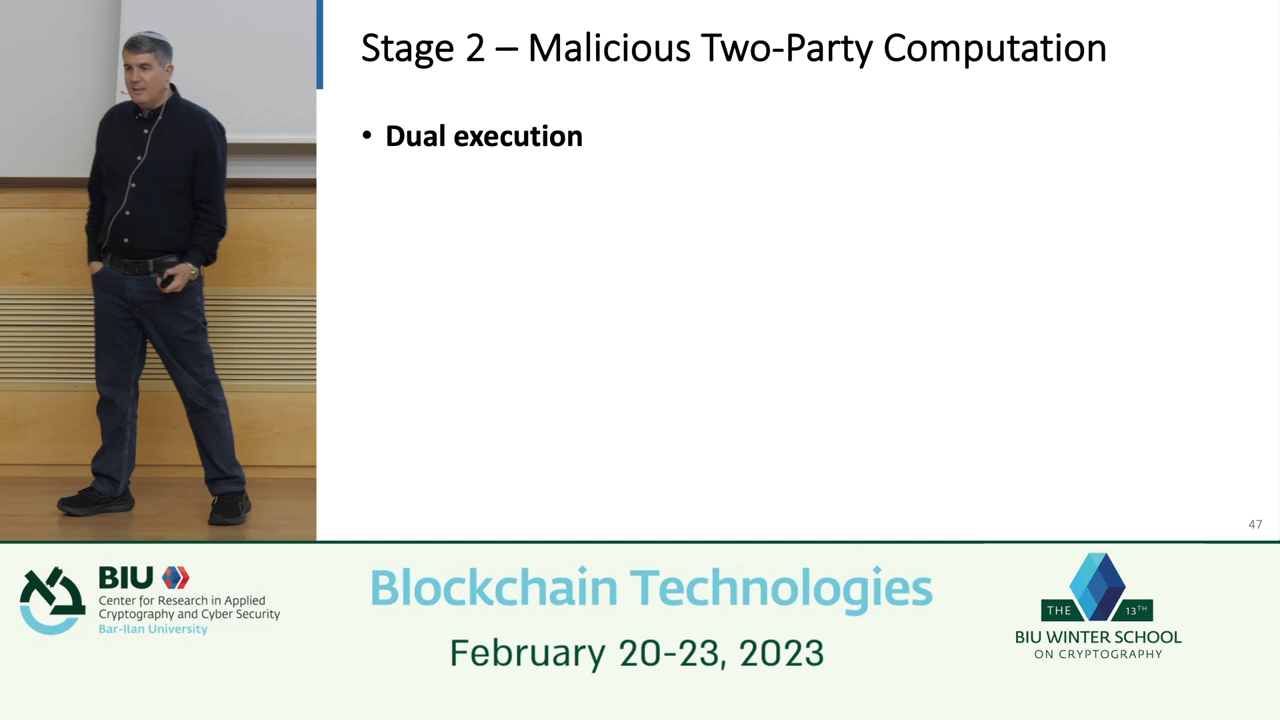 Stage 2 – Malicious Two-Party Computation
• Dual execution
47
BIU
Center for Research in Applied
Cryptography and Cyber Security
Bar-Ilan University
Blockchain Technologies
February 20-23, 2023
THE 13TH
BIU WINTER SCHOOL
ON CRYPTOGRAPHY